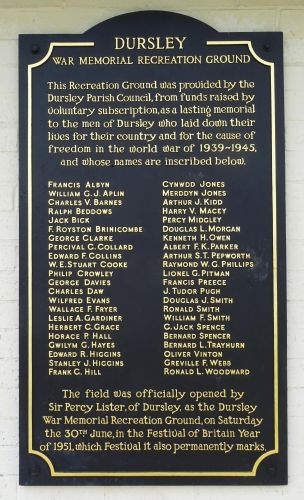 DURSLEY
WAR MEMORIAL RECREATION GROUND
This Recreation Ground was provided by the
Dursley Parish Council, from funds raised by
voluntary subscription, as a lasting memorial
to the men of Dursley who laid down their
lives for their country and for the cause of
freedom in the world war of 1939-1945,
and whose names are inscribed below.
FRANCIS ALBYN
WILLIAM G. J. APLIN
CHARLES V. BARNES
RALPH BEDDOWS
JACK BICK
F. ROYSTON BRINICOMBE
GEORGE CLARKE
PERCIVAL G. COLLARD
EDWARD F. COLLINS
W. E. STUART COOKE
PHILIP CROWLEY
GEORGE DAVIES
CHARLES DAW
WILFRED EVANS
WALLACE F. FRYER
LESLIE A. GARDINER
HERBERT C. GRACE
HORACE P. HALL
GWILYM G. HAYES
EDWARD R. HIGGINS
STANLEY J. HIGGINS
FRANK C. HILL
CYNWDD JONES
MERDDYN JONES
ARTHUR J. KIDD
HARRY V. MACEY
PERCY MIDGLEY
DOUGLAS L. MORGAN
KENNETH H. OWEN
ALBERT F. K. PARKER
ARTHUR S. T. PEPWORTH
RAYMOND W. G. PHILLIPS
LIONEL G. PITMAN
FRANCIS PREECE
J. TUDOR PUGH
DOUGLAS J. SMITH
RONALD SMITH
WILLIAM F. SMITH
C. JACK SPENCE
BERNARD SPENCER
BERNARD L. TRAYHURN
OLIVER VINTON
GREVILLE F. WEBB
RONALD L. WOODWARD
The field was officially opened by
Sir Percy Lister, of Dursley, as the Dursley
War Memorial Recreation Ground, on Saturday
the 30TH June, in the Festival of Britain Year
of 1951, which Festival it also permanently marks.